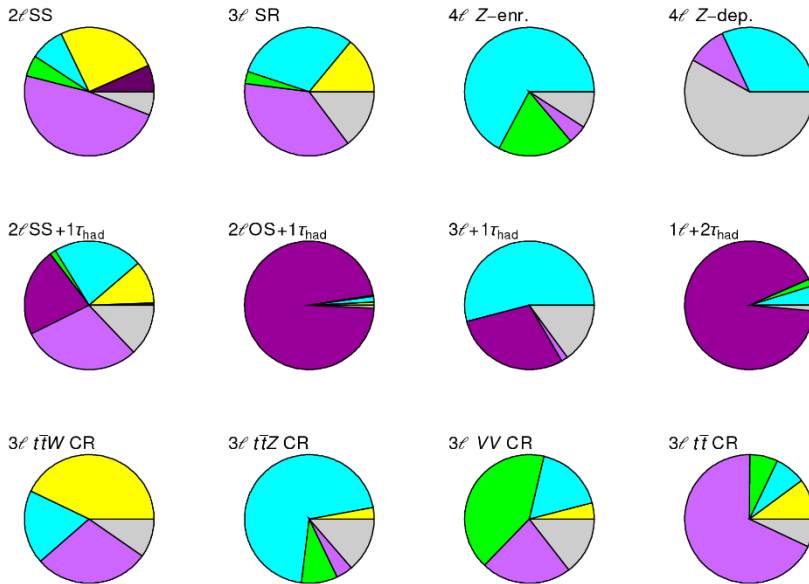 2ℓSS
3ℓ SR
4ℓ Z−enr.
4ℓ Z−dep.
2ℓSS+1τhad
2ℓOS+1τhad
3ℓ+1τhad
1ℓ+2τhad
3ℓ tt̄W CR
3ℓ tt̄Z CR
3ℓ VV CR
3ℓ tt̄ CR